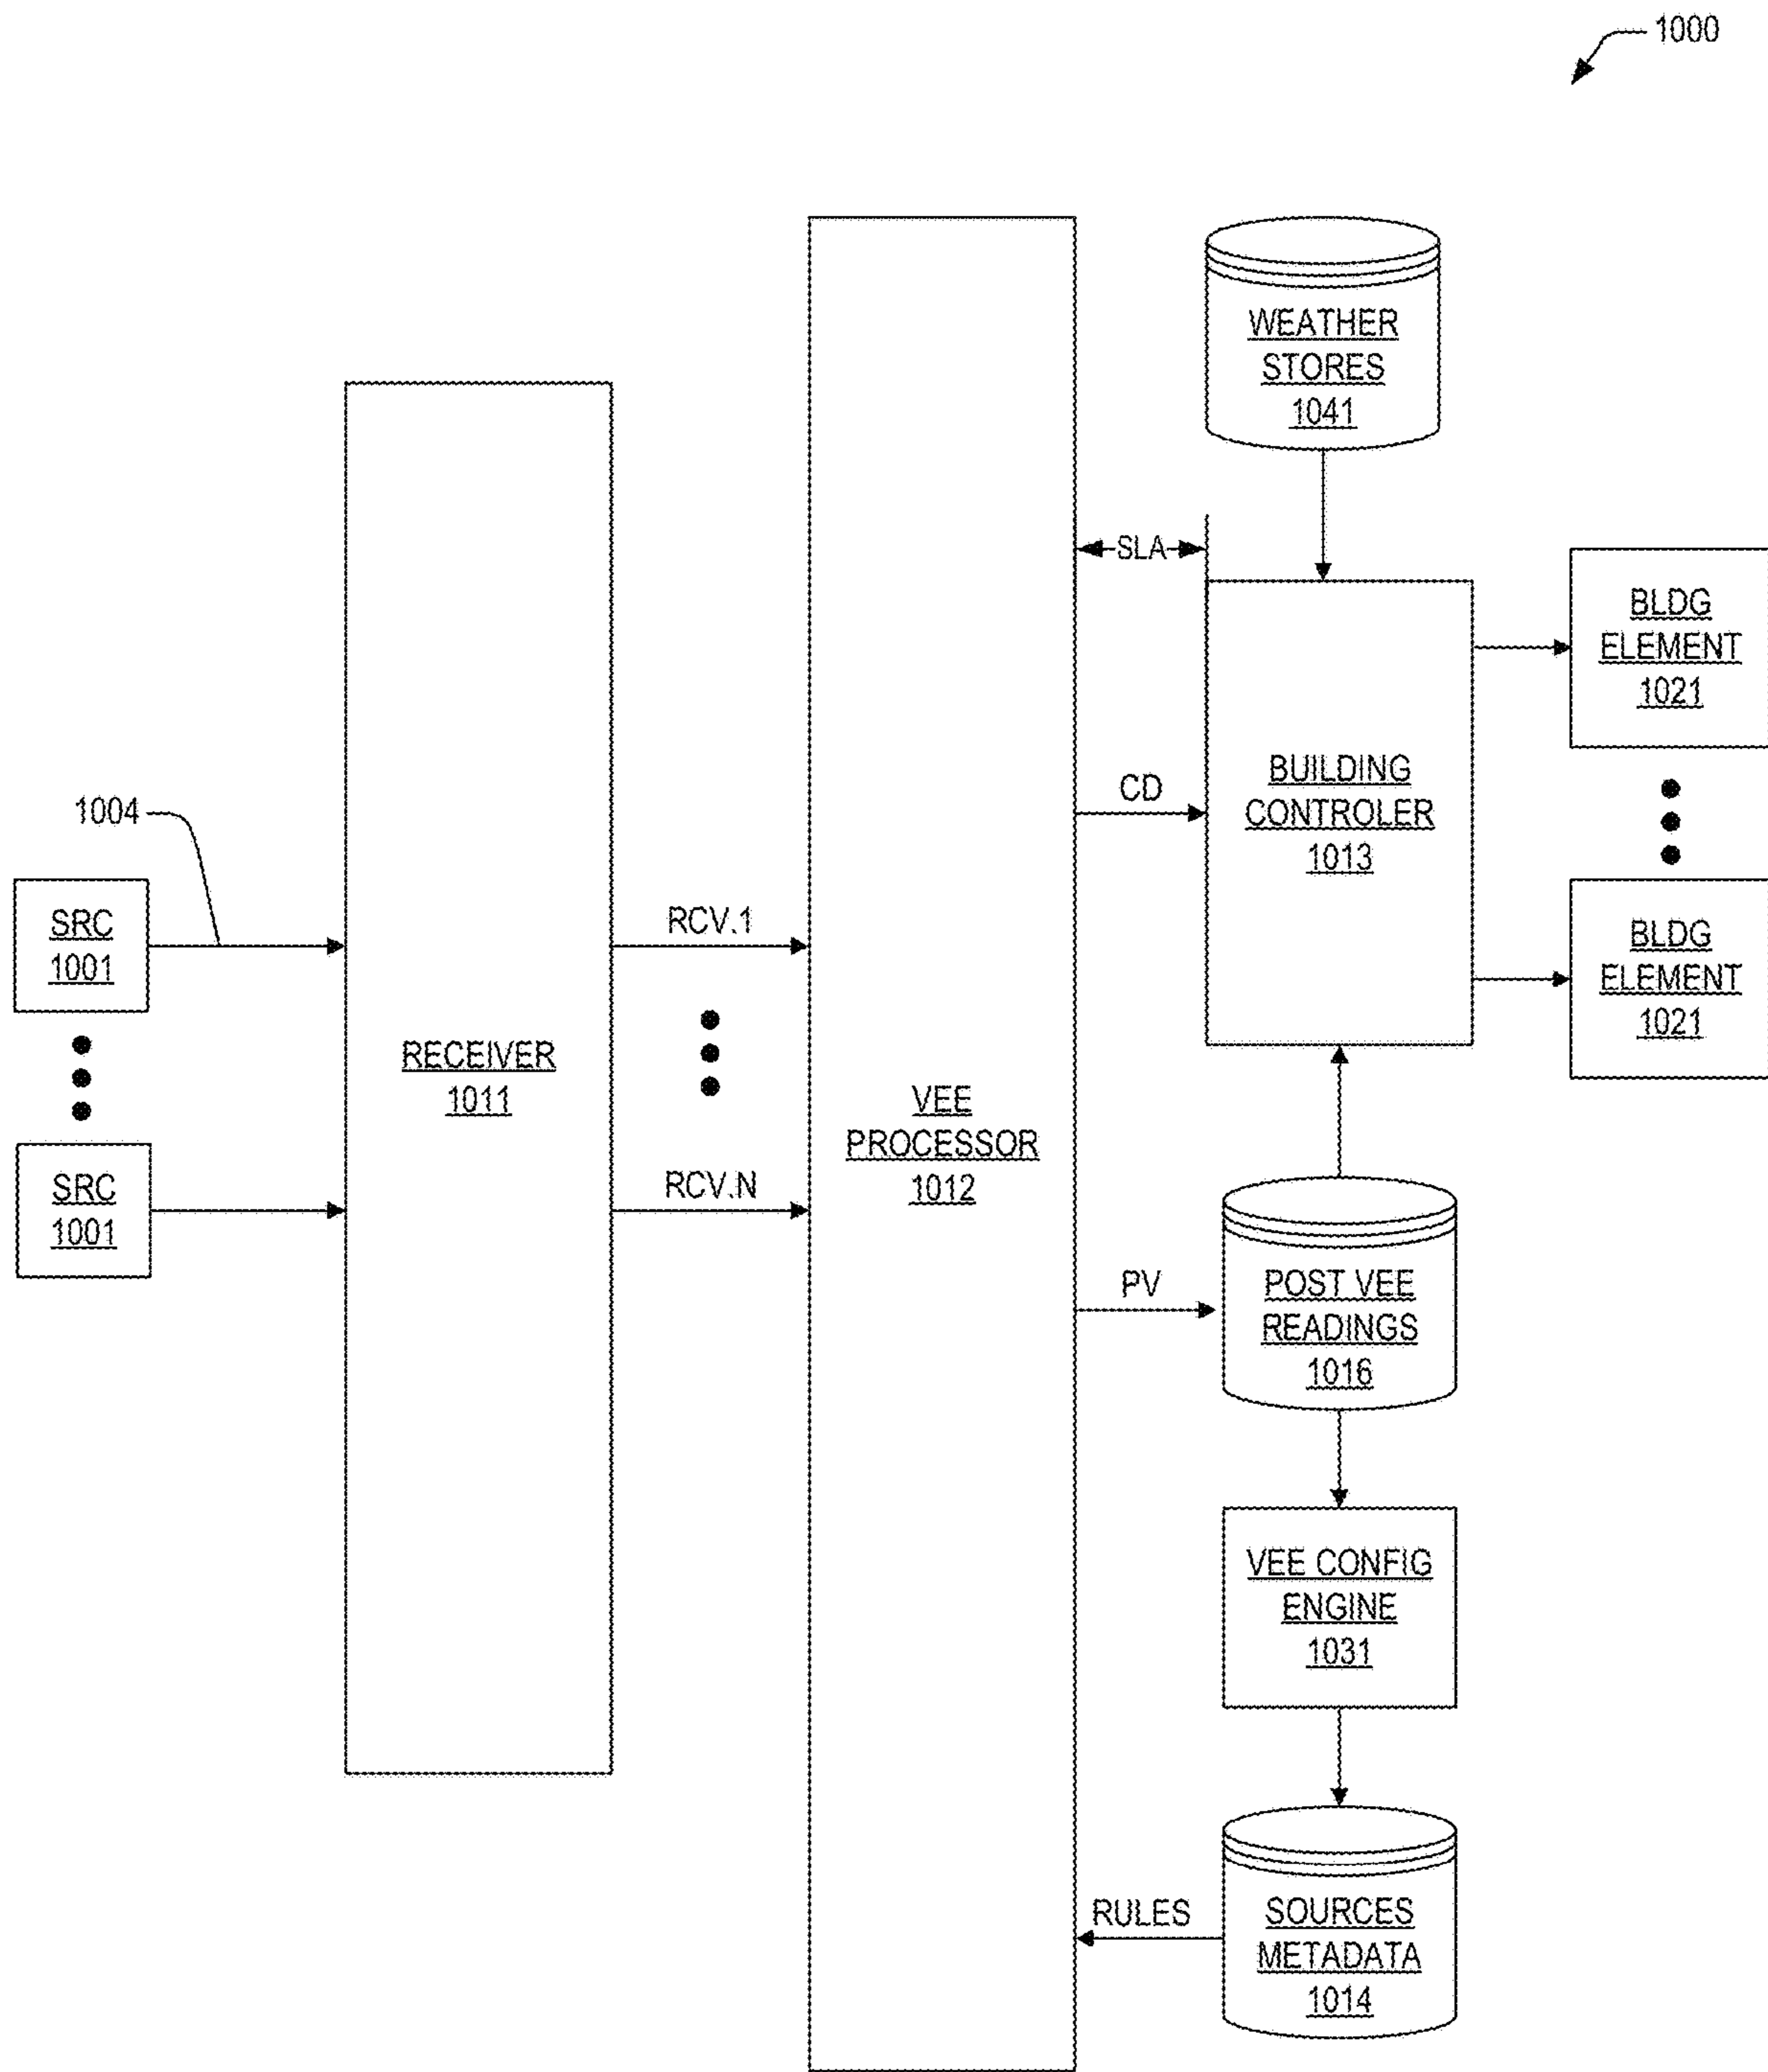 1000
WEATHER
STORES
1041
SLA
BLDG
ELEMENT
1021
BUILDING
CONTROLER
1013
CD
1004
SRC
1001
RCV.1
BLDG
ELEMENT
1021
RECEIVER
1011
VEE
PROCESSOR
1012
SRC
1001
RCV.N
PV
POST VEE
READINGS
1016
VEE CONFIG
ENGINE
1031
RULES
SOURCES
METADATA
1014